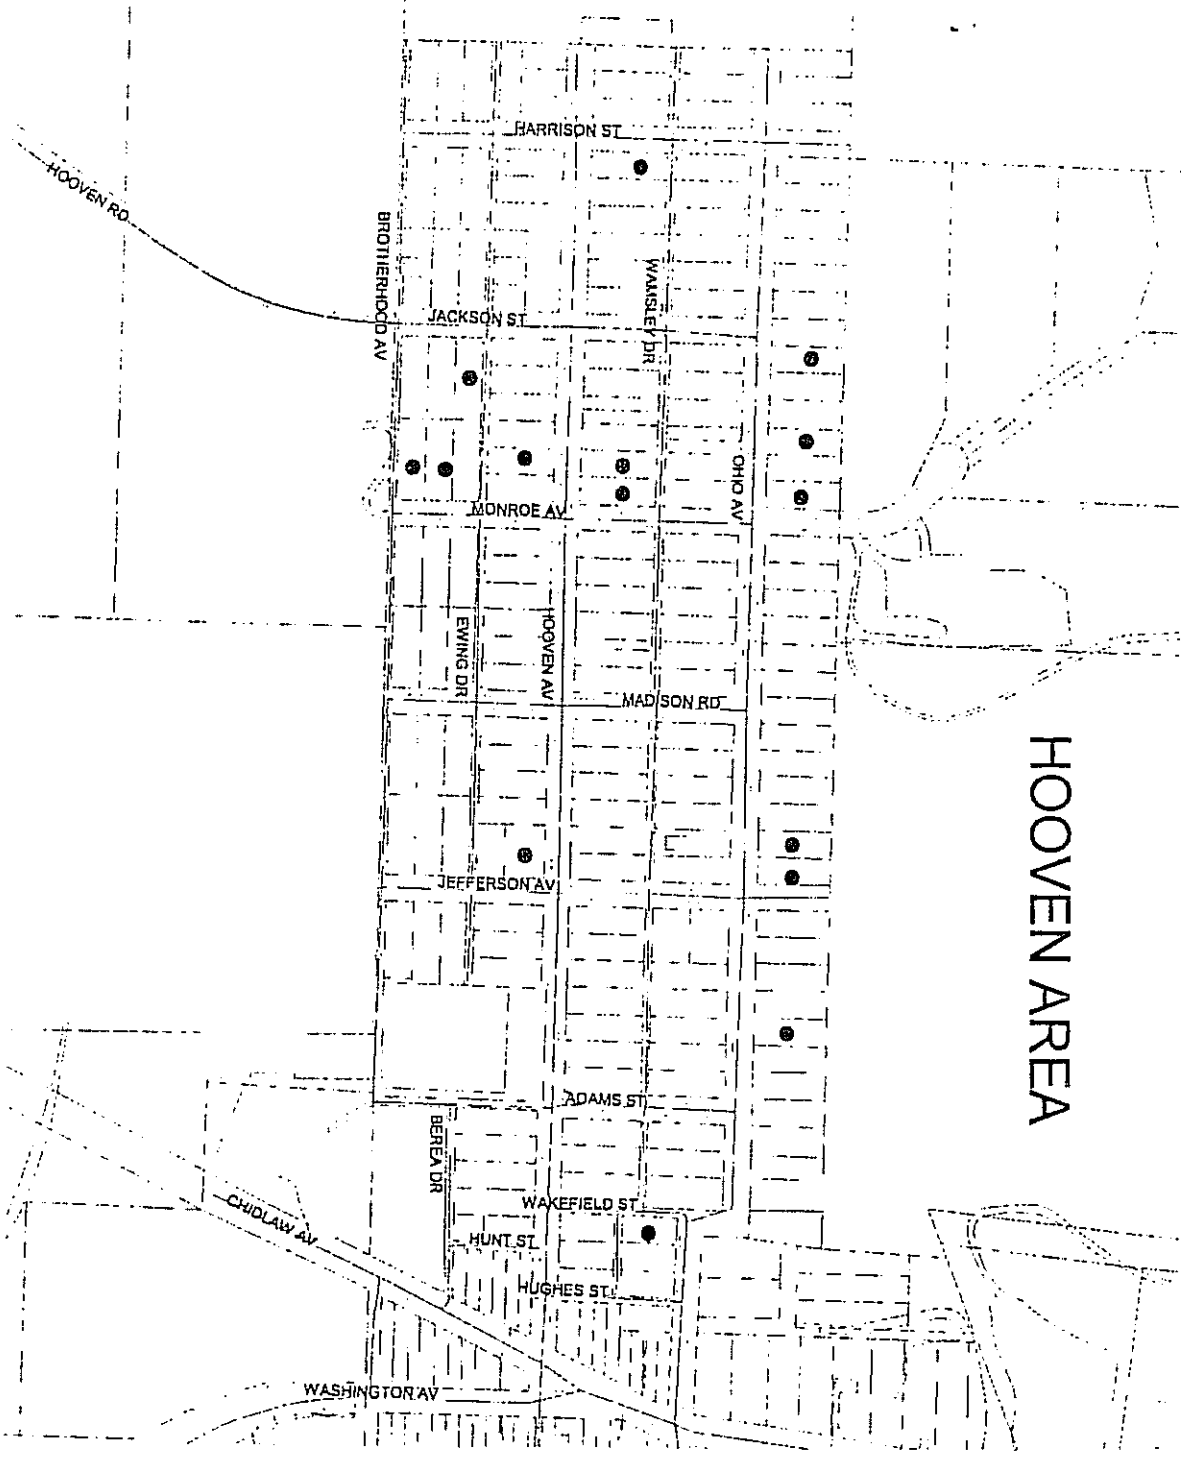 HARRISON ST
HOOVEN RD
BROTHERHOOD AV
WAMSLEY DR
JACKSON ST
OHIO AV
MONROE AV
EWING DR
HOOVEN AV
MADISON RD
HOOVEN AREA
JEFFERSON AV
ADAMS ST
BEREA DR
WAKEFIELD ST
CHIDLAW AV
HUNT ST
HUGHES ST
WASHINGTON AV